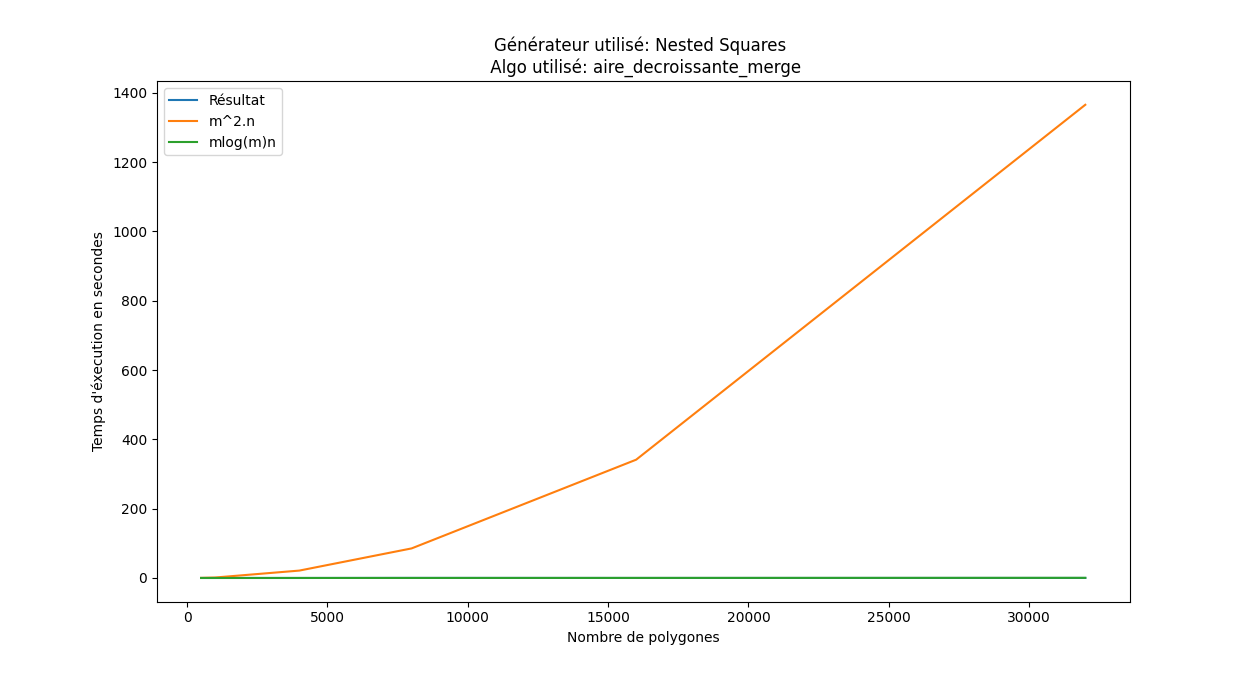 Générateur utilisé: Nested Squares
Algo utilisé: aire_decroissante_merge
Résultat
m^2.n
mlog(m)n
1400
1200
1000
800
600
400
200
0
Temps d'éxecution en secondes
0
5000
10000
15000
20000
25000
30000
Nombre de polygones